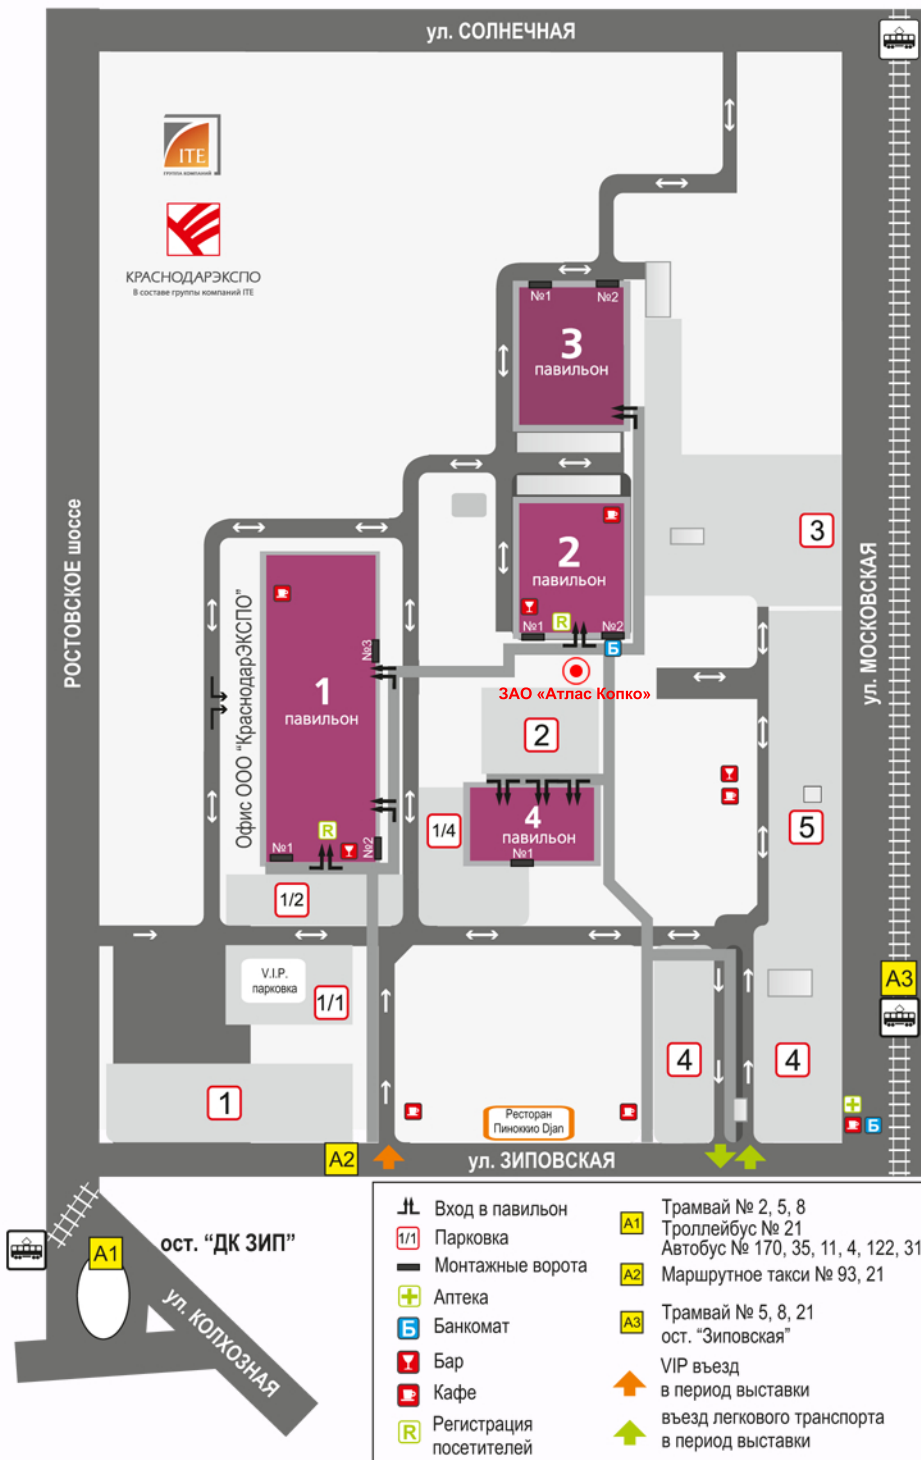 ул. СОЛНЕЧНАЯ
ITE
ГРУППА КОМПАНИЙ
КРАСНОДАРЭКСПО
В составе группы компаний ITE
№1
№2
3
павильон
РОСТОВСКОЕ шоссе
ул. МОСКОВСКАЯ
3
2
павильон
R
№1
№2
Б
ЗАО «Атлас Копко»
Офис ООО "КраснодарЭКСПО"
№3
1
павильон
R
№1
№2
2
4
павильон
№1
1/4
5
1/2
V.I.P.
парковка
1/1
A3
4
4
1
Ресторан
Пиноккио Djan
Б
A2
ул. ЗИПОВСКАЯ
A1
ост. "ДК ЗИП"
ул. КОЛХОЗНАЯ
Вход в павильон
1/1 Парковка
Монтажные ворота
Аптека
Б Банкомат
Бар
Кафе
R Регистрация
посетителей
A1 Трамвай № 2, 5, 8
Троллейбус № 21
Автобус № 170, 35, 11, 4, 122, 31
A2 Маршрутное такси № 93, 21
A3 Трамвай № 5, 8, 21
ост. "Зиповская"
VIP въезд
в период выставки
въезд легкового транспорта
в период выставки